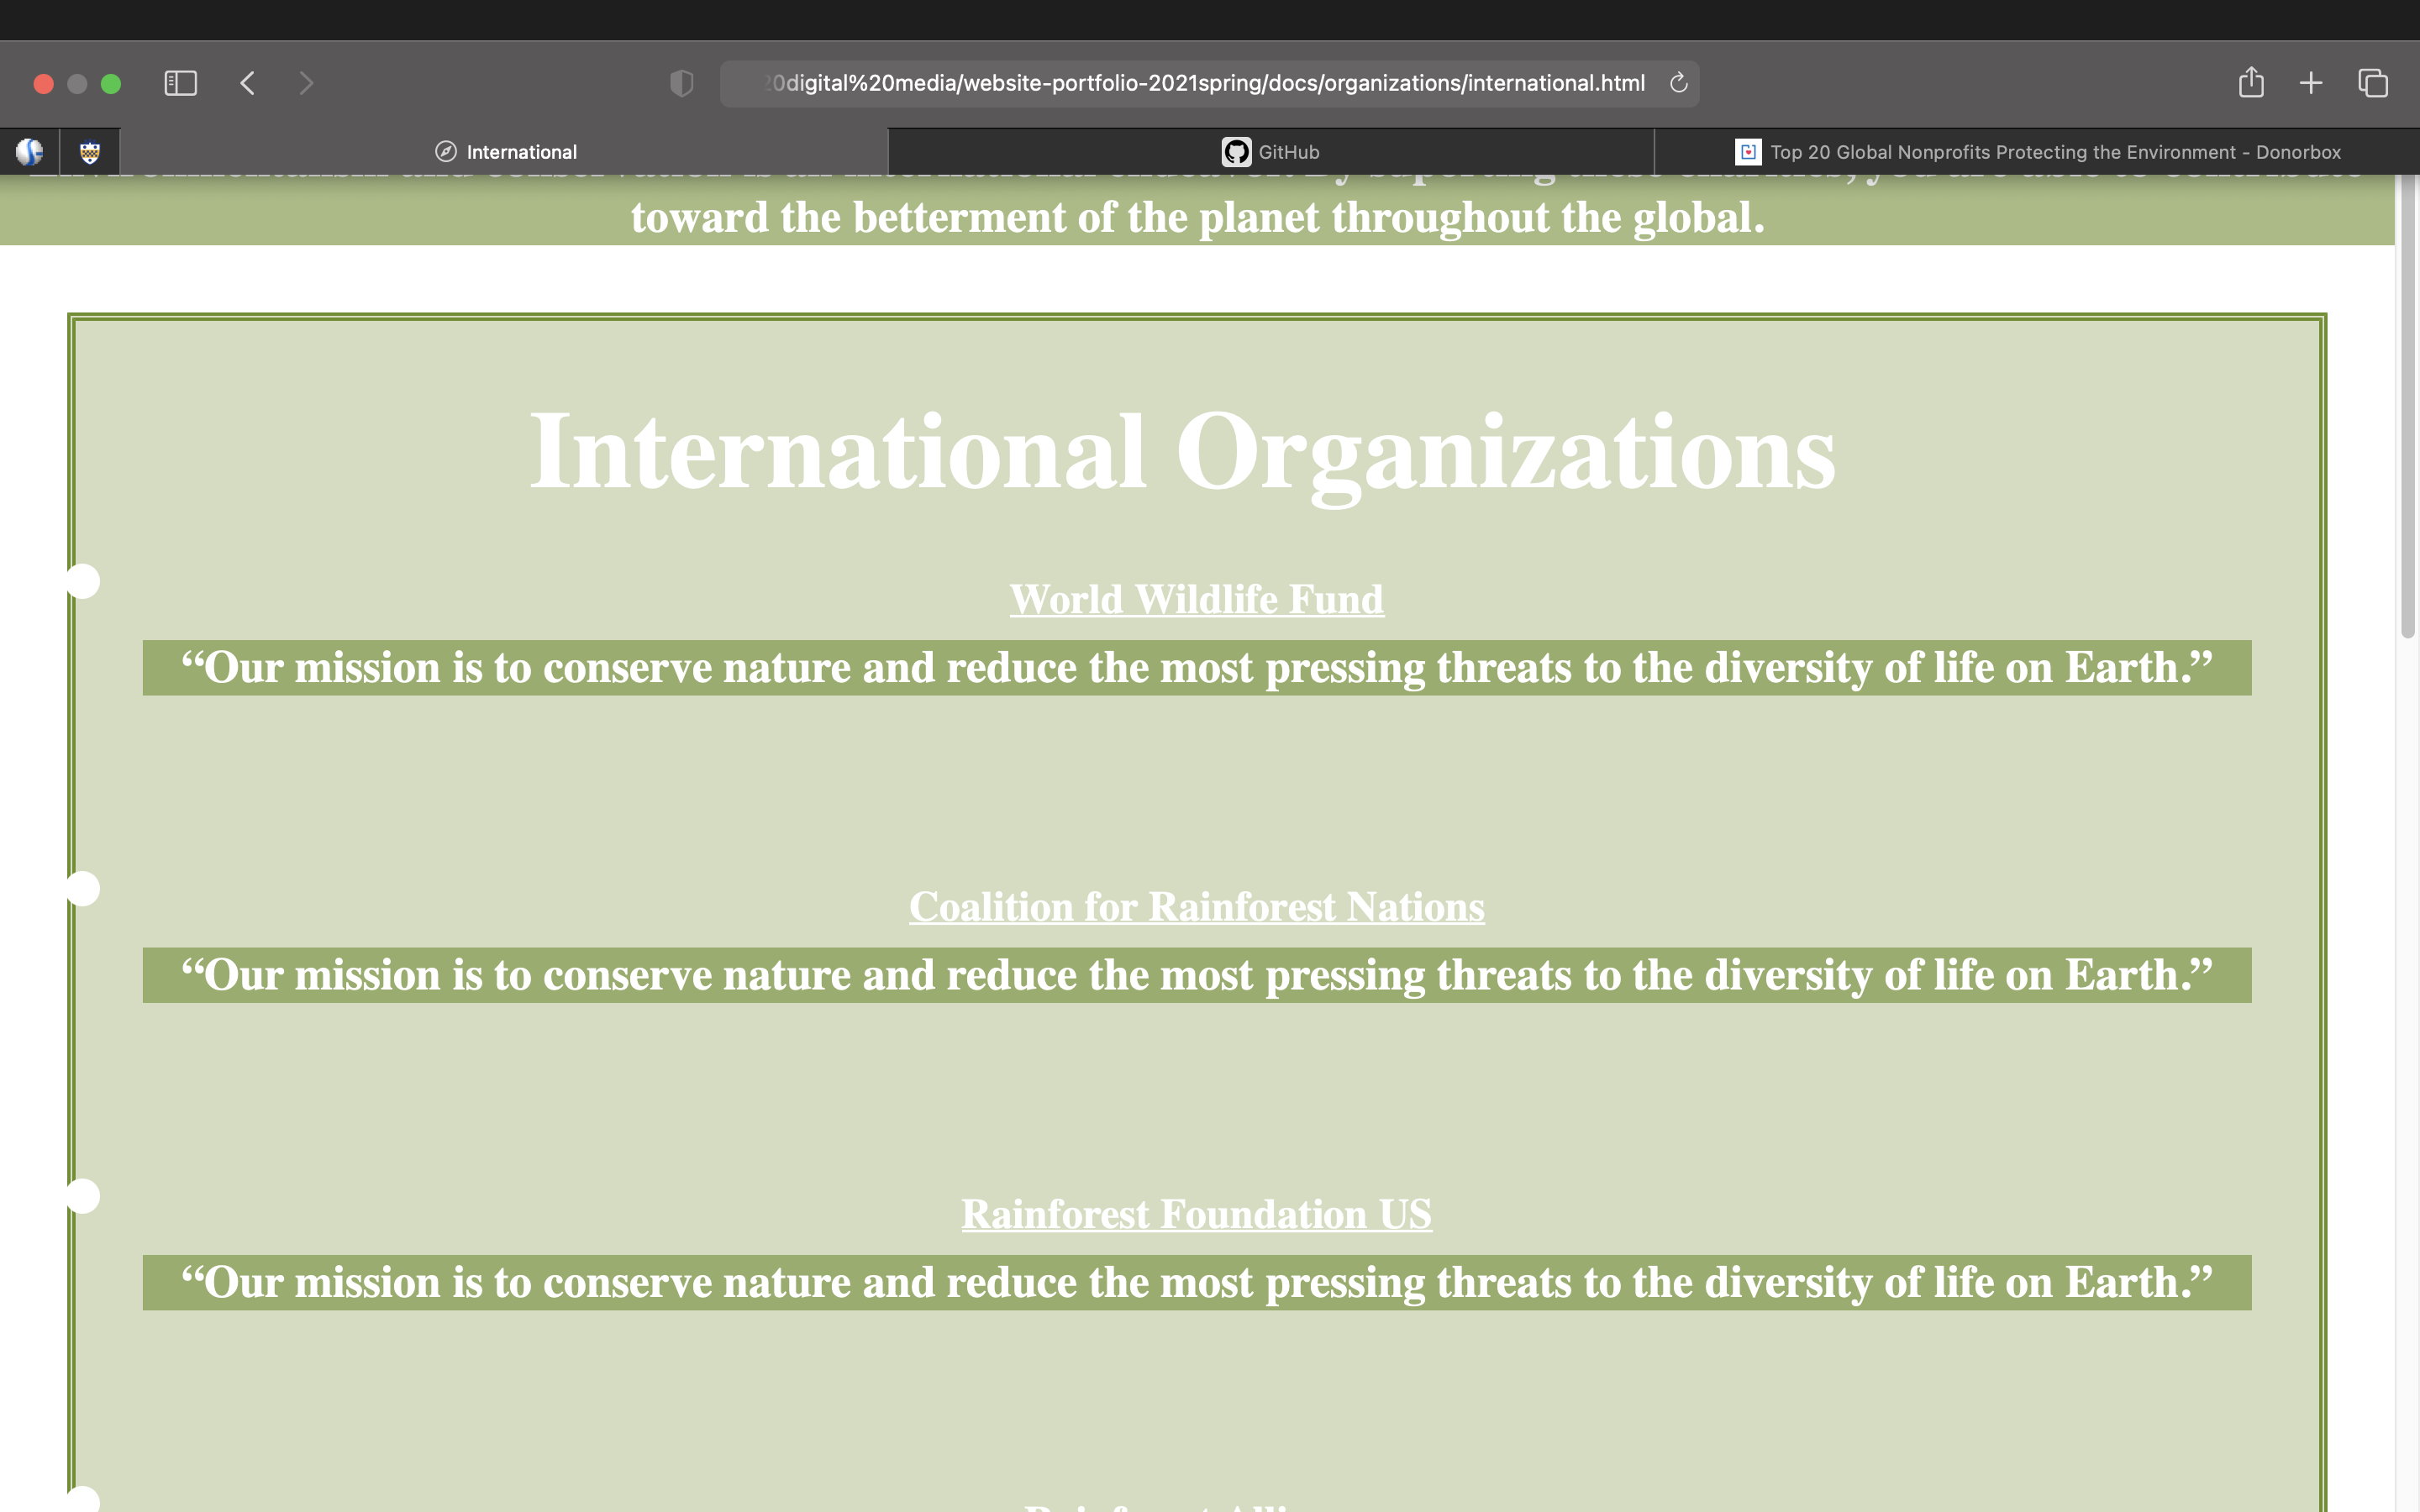 20digital%20media/website-portfolio-2021spring/docs/organizations/international.html
International
GitHub
Top 20 Global Nonprofits Protecting the Environment - Donorbox
toward the betterment of the planet throughout the global.
International Organizations
World Wildlife Fund
“Our mission is to conserve nature and reduce the most pressing threats to the diversity of life on Earth.”
Coalition for Rainforest Nations
“Our mission is to conserve nature and reduce the most pressing threats to the diversity of life on Earth.”
Rainforest Foundation US
“Our mission is to conserve nature and reduce the most pressing threats to the diversity of life on Earth.”